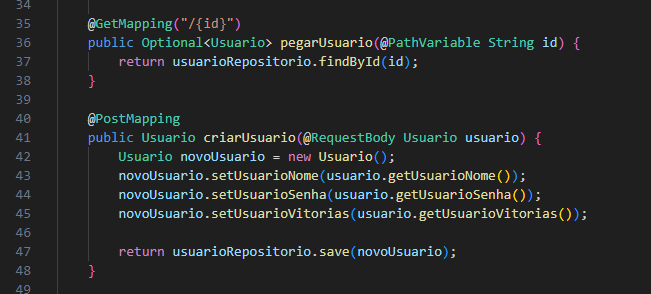 34
35 @GetMapping("/{id}")
36 public Optional<Usuario> pegarUsuario(@PathVariable String id) {
37 return usuarioRepositorio.findById(id);
38 }
39
40 @PostMapping
41 public Usuario criarUsuario(@RequestBody Usuario usuario) {
42 Usuario novoUsuario = new Usuario();
43 novoUsuario.setUsuarioNome(usuario.getUsuarioNome());
44 novoUsuario.setUsuarioSenha(usuario.getUsuarioSenha());
45 novoUsuario.setUsuarioVitorias(usuario.getUsuarioVitorias());
46
47 return usuarioRepositorio.save(novoUsuario);
48 }
49